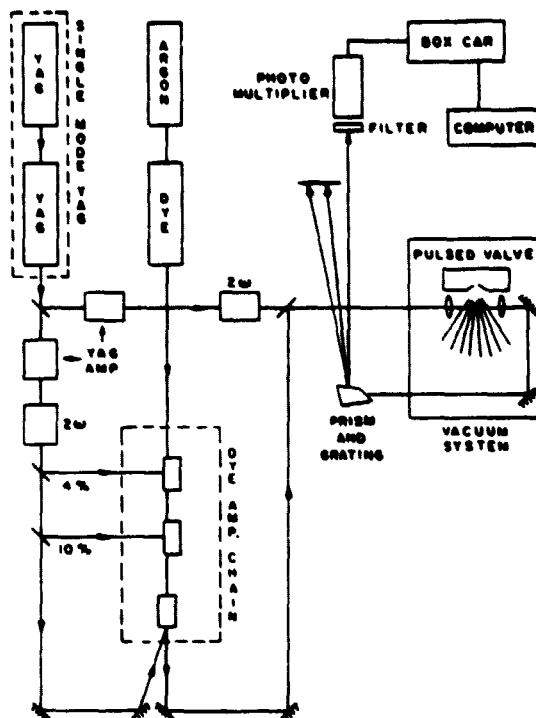 YAG
YAG
SINGLE MODE YAG
ARGON
DYE
PHOTO
MULTIPLIER
FILTER
BOX CAR
COMPUTER
PULSED VALVE
2ω
YAG
AMP
2ω
4%
10%
DYE AMP. CHAIN
PRISM
AND
GRATING
VACUUM
SYSTEM